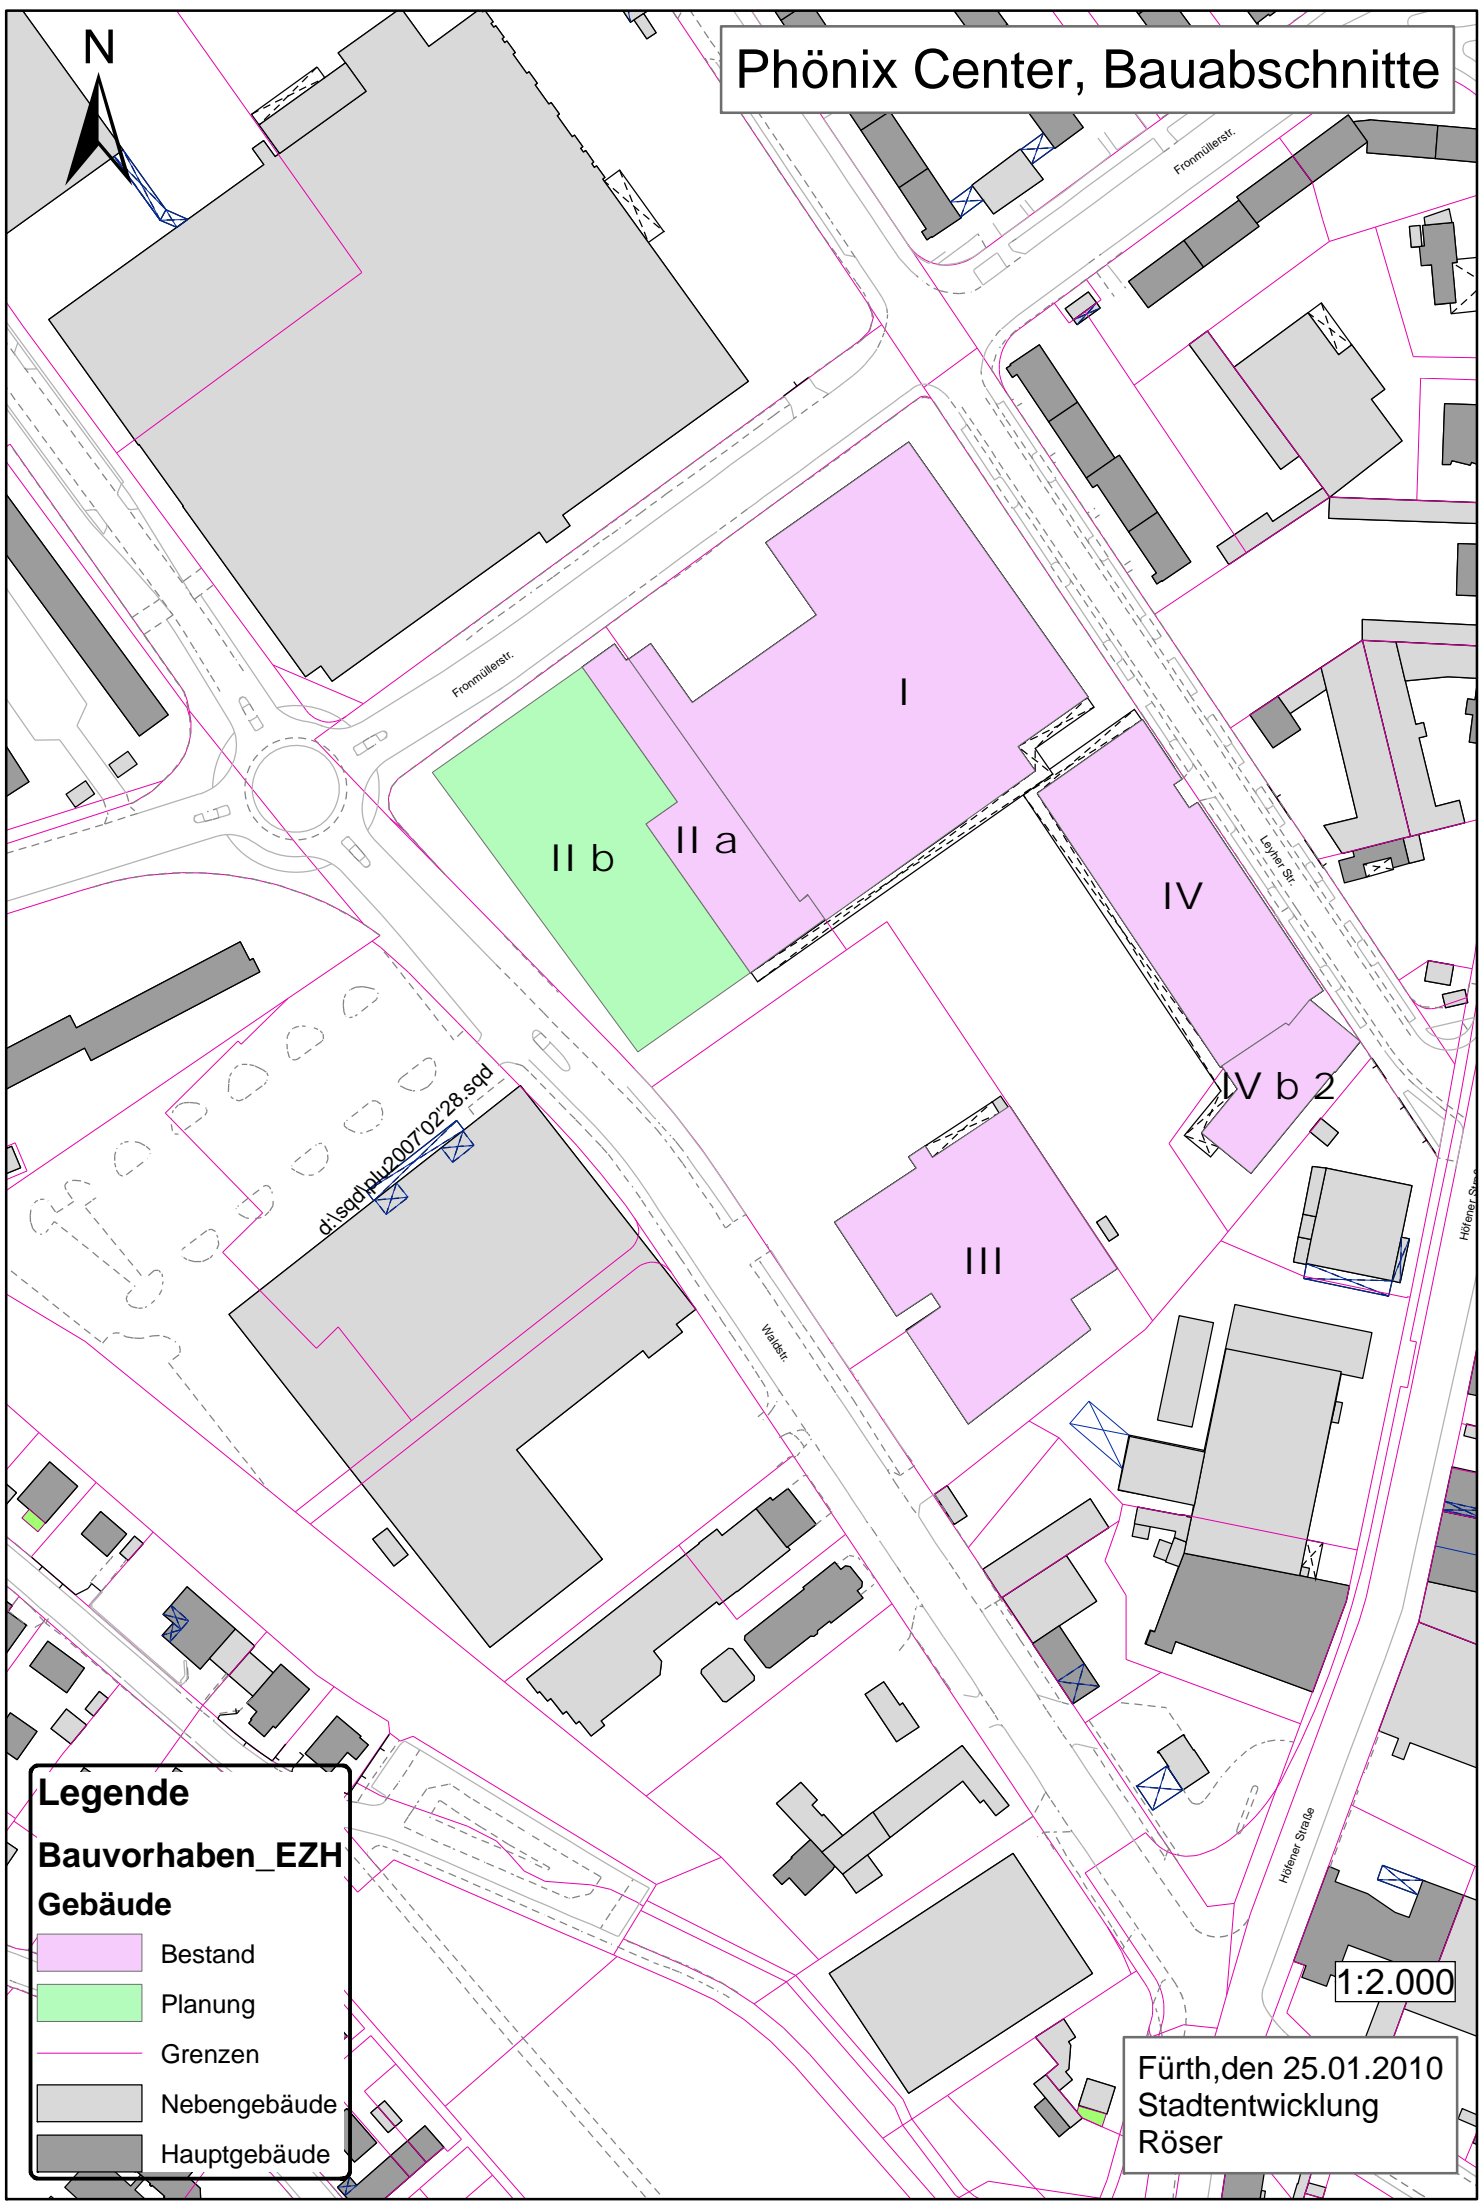 N
Phönix Center, Bauabschnitte
Fronmüllerstr.
Fronmüllerstr.
I
II a
II b
IV
Leyher Str.
IV b 2
d:\sqd\plu2007'02'28.sqd
III
Höfener Straße
Waldstr.
Höfener Straße
Legende
Bauvorhaben_EZH
Gebäude
Bestand
Planung
Grenzen
Nebengebäude
Hauptgebäude
1:2.000
Fürth,den 25.01.2010
Stadtentwicklung
Röser